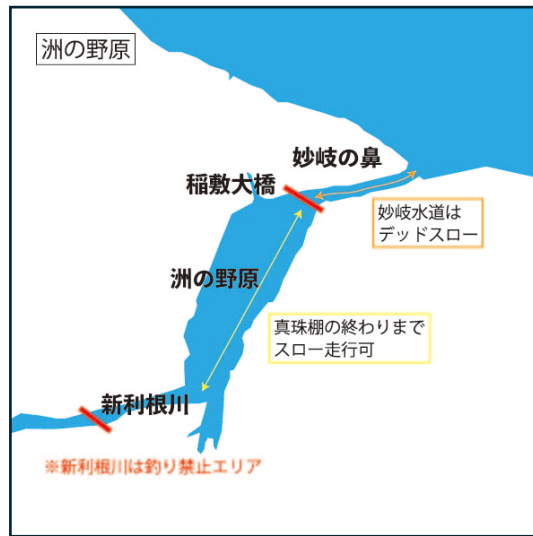 洲の野原
妙岐の鼻
稲敷大橋
妙岐水道は
デッドスロー
洲の野原
真珠棚の終わりまで
スロー走行可
新利根川
※新利根川は釣り禁止エリア